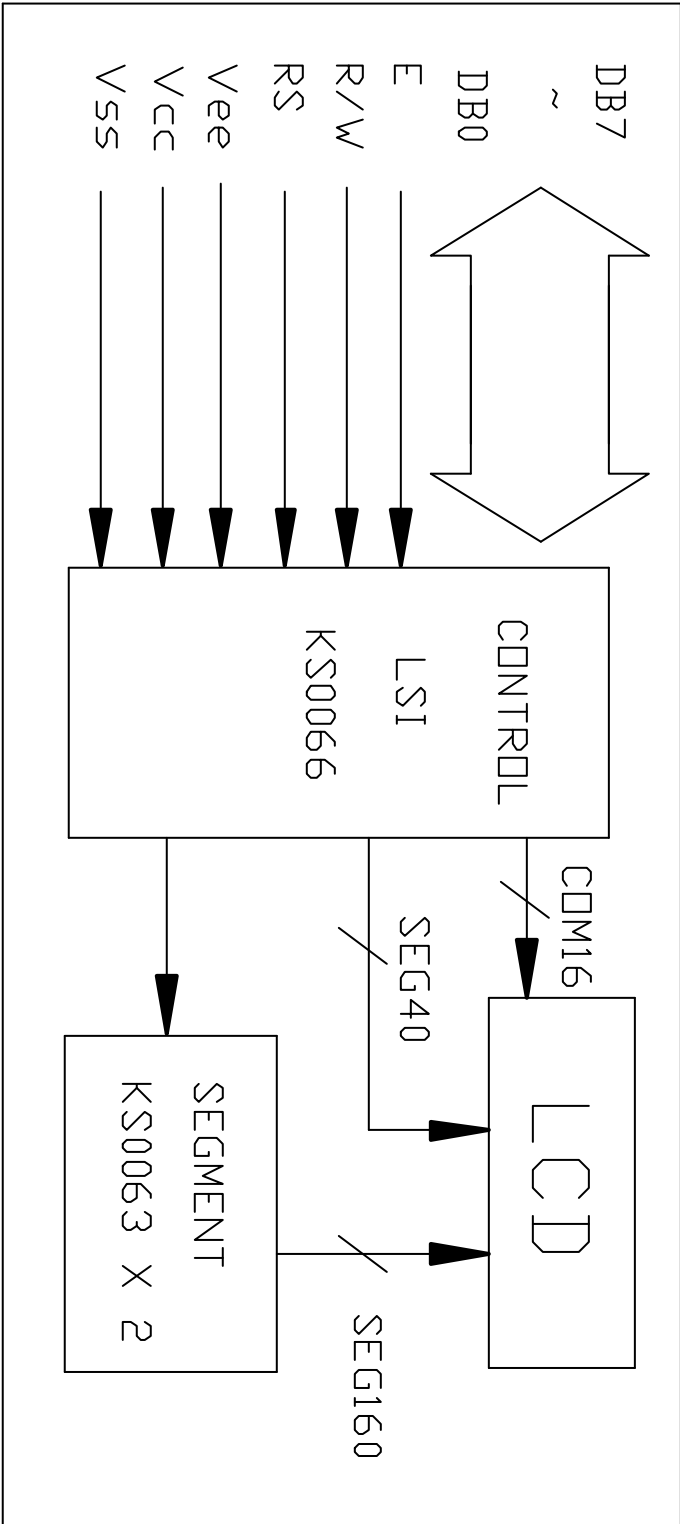 DB7
~
DB0
E
R/W
RS
Vee
Vcc
Vss
CONTROL
LSI
KS0066
COM16
SEG40
LCD
SEGMENT
KS0063 X 2
SEG160